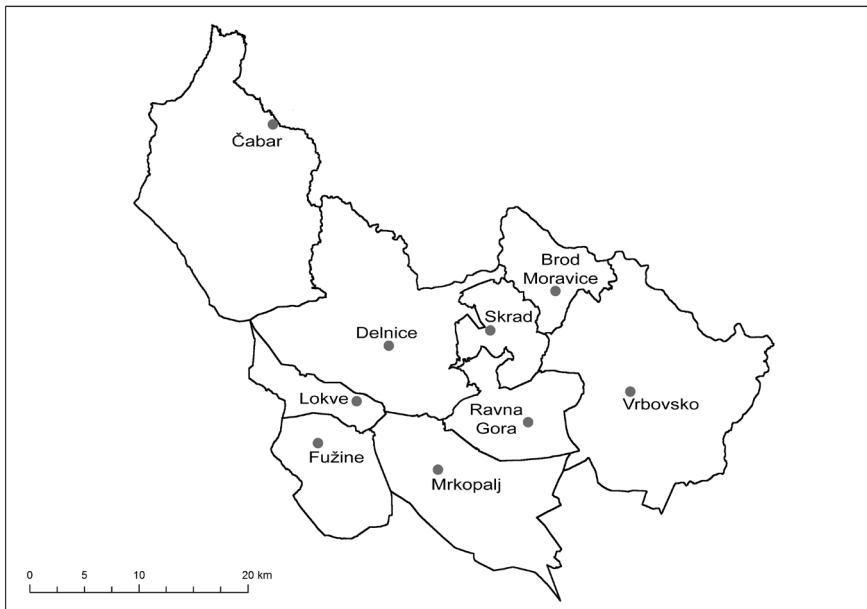 Čabar
Brod
Moravice
Skrad
Delnice
Lokve
Ravna
Gora
Vrbovsko
Fužine
Mrkopalj
0 5 10 20 km